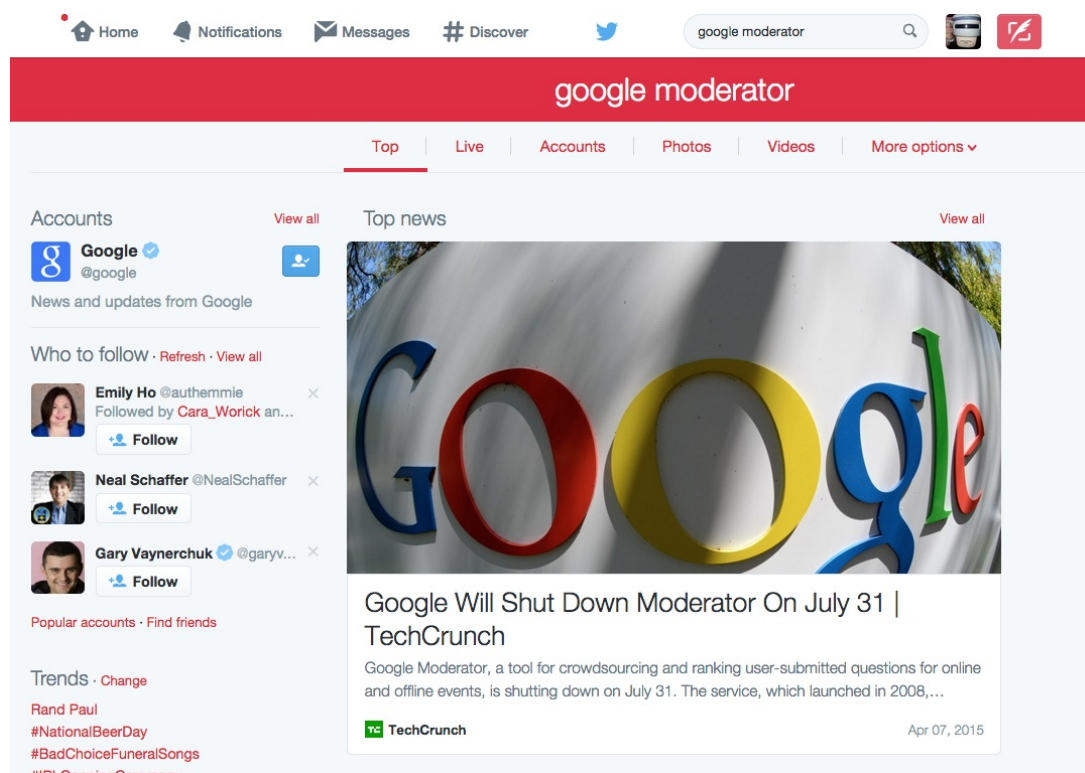 Home Notifications Messages Discover google moderator
google moderator
Top Live Accounts Photos Videos More options
Accounts View all
Google
@google
News and updates from Google
Who to follow · Refresh · View all
Emily Ho @authemmie
Followed by Cara_Worick an...
Follow
Neal Schaffer @NealSchaffer
Follow
Gary Vaynerchuk @garyv...
Follow
Popular accounts · Find friends
Trends · Change
Rand Paul
#NationalBeerDay
#BadChoiceFuneralSongs
Top news View all
Google
Google Will Shut Down Moderator On July 31 |
TechCrunch
Google Moderator, a tool for crowdsourcing and ranking user-submitted questions for online
and offline events, is shutting down on July 31. The service, which launched in 2008,...
TechCrunch Apr 07, 2015